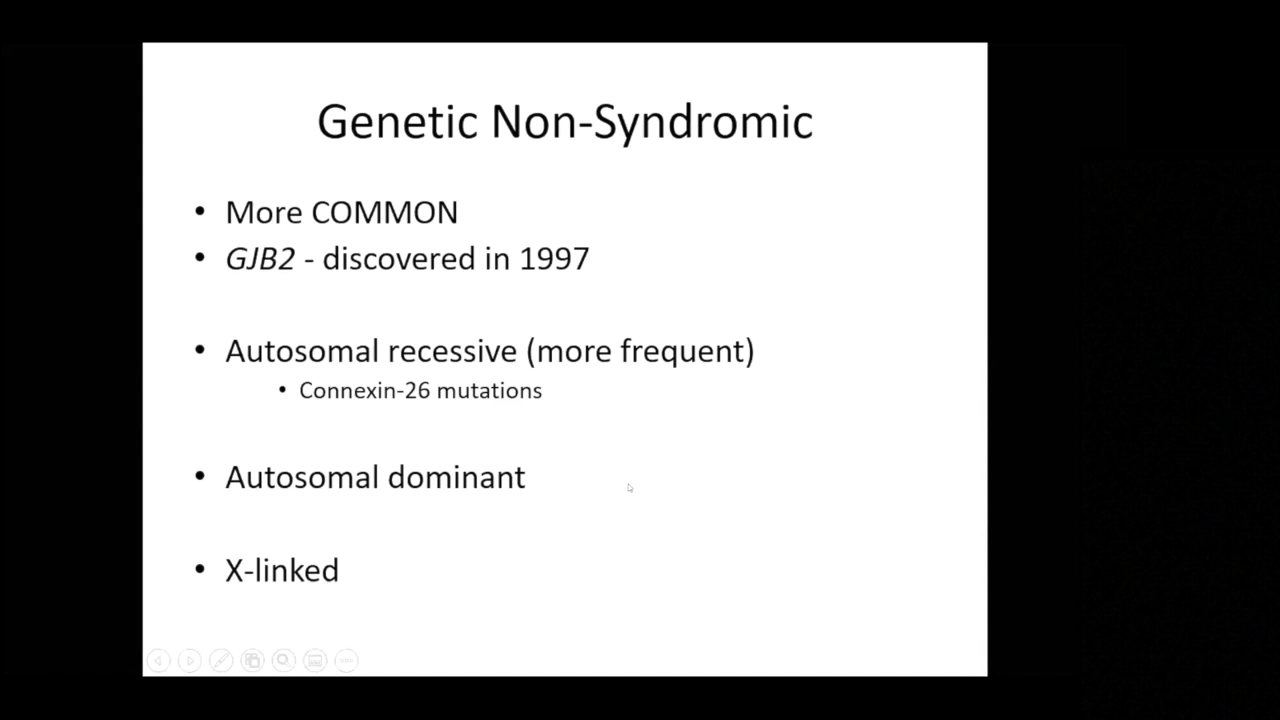 Genetic Non-Syndromic
• More COMMON
• GJB2 - discovered in 1997
• Autosomal recessive (more frequent)
• Connexin-26 mutations
• Autosomal dominant
• X-linked